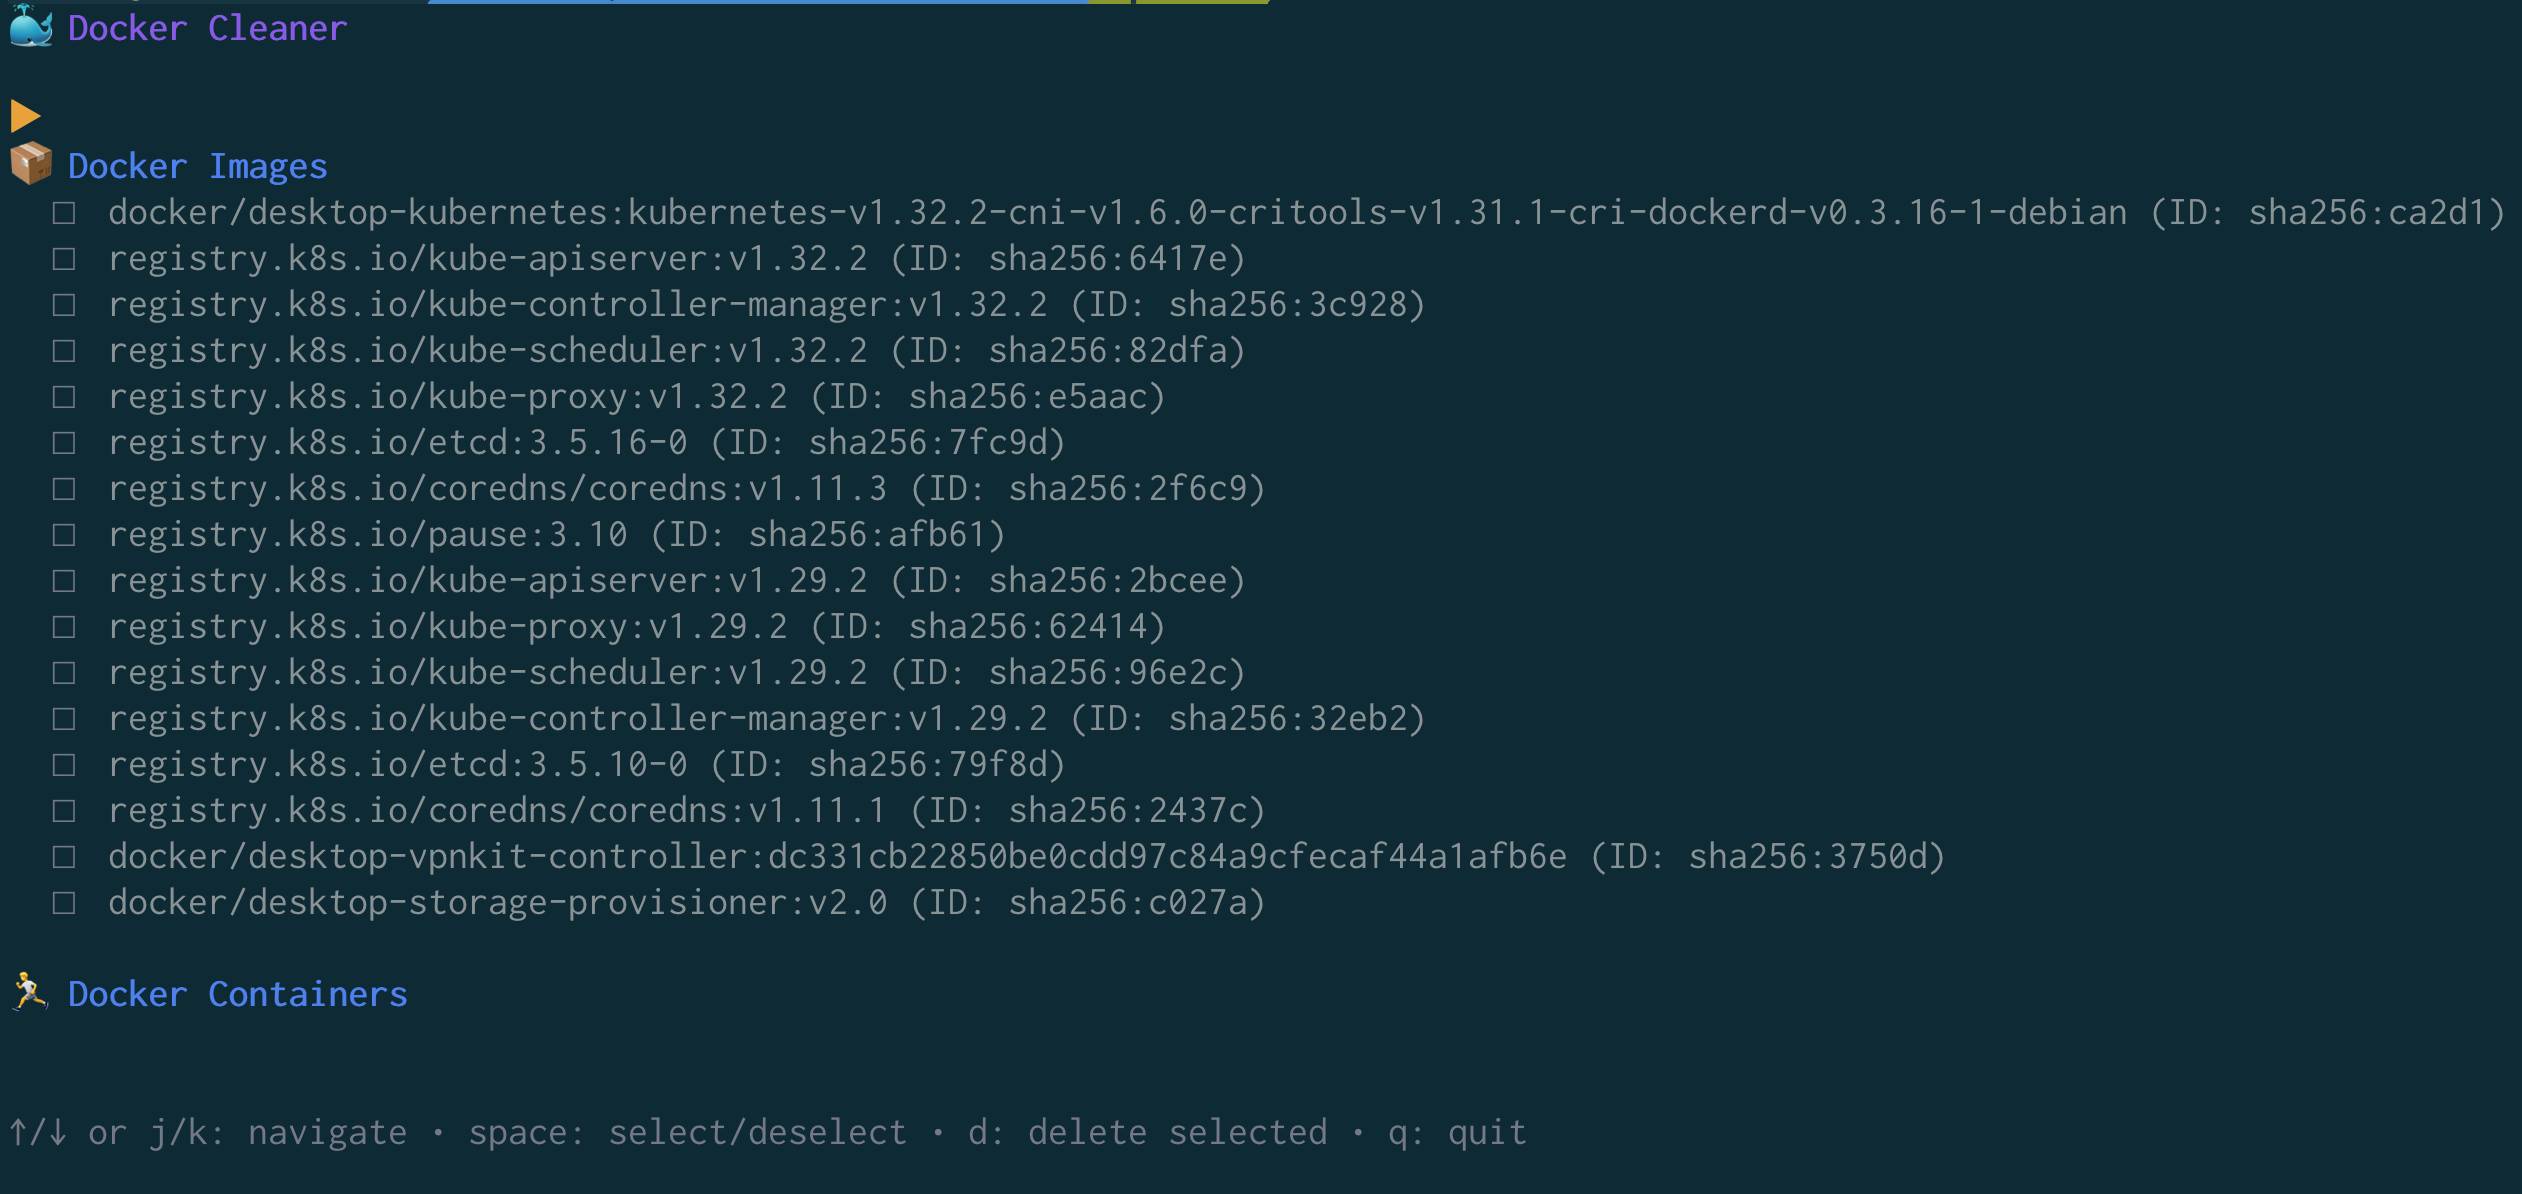 Docker Cleaner
Docker Images
docker/desktop-kubernetes:kubernetes-v1.32.2-cni-v1.6.0-critools-v1.31.1-cri-dockerd-v0.3.16-1-debian (ID: sha256:ca2d1)
registry.k8s.io/kube-apiserver:v1.32.2 (ID: sha256:6417e)
registry.k8s.io/kube-controller-manager:v1.32.2 (ID: sha256:3c928)
registry.k8s.io/kube-scheduler:v1.32.2 (ID: sha256:82dfa)
registry.k8s.io/kube-proxy:v1.32.2 (ID: sha256:e5aac)
registry.k8s.io/etcd:3.5.16-0 (ID: sha256:7fc9d)
registry.k8s.io/coredns/coredns:v1.11.3 (ID: sha256:2f6c9)
registry.k8s.io/pause:3.10 (ID: sha256:afb61)
registry.k8s.io/kube-apiserver:v1.29.2 (ID: sha256:2bcee)
registry.k8s.io/kube-proxy:v1.29.2 (ID: sha256:62414)
registry.k8s.io/kube-scheduler:v1.29.2 (ID: sha256:96e2c)
registry.k8s.io/kube-controller-manager:v1.29.2 (ID: sha256:32eb2)
registry.k8s.io/etcd:3.5.10-0 (ID: sha256:79f8d)
registry.k8s.io/coredns/coredns:v1.11.1 (ID: sha256:2437c)
docker/desktop-vpnkit-controller:dc331cb22850be0cdd97c84a9cfecaf44a1afb6e (ID: sha256:3750d)
docker/desktop-storage-provisioner:v2.0 (ID: sha256:c027a)
Docker Containers
↑/↓ or j/k: navigate • space: select/deselect • d: delete selected • q: quit